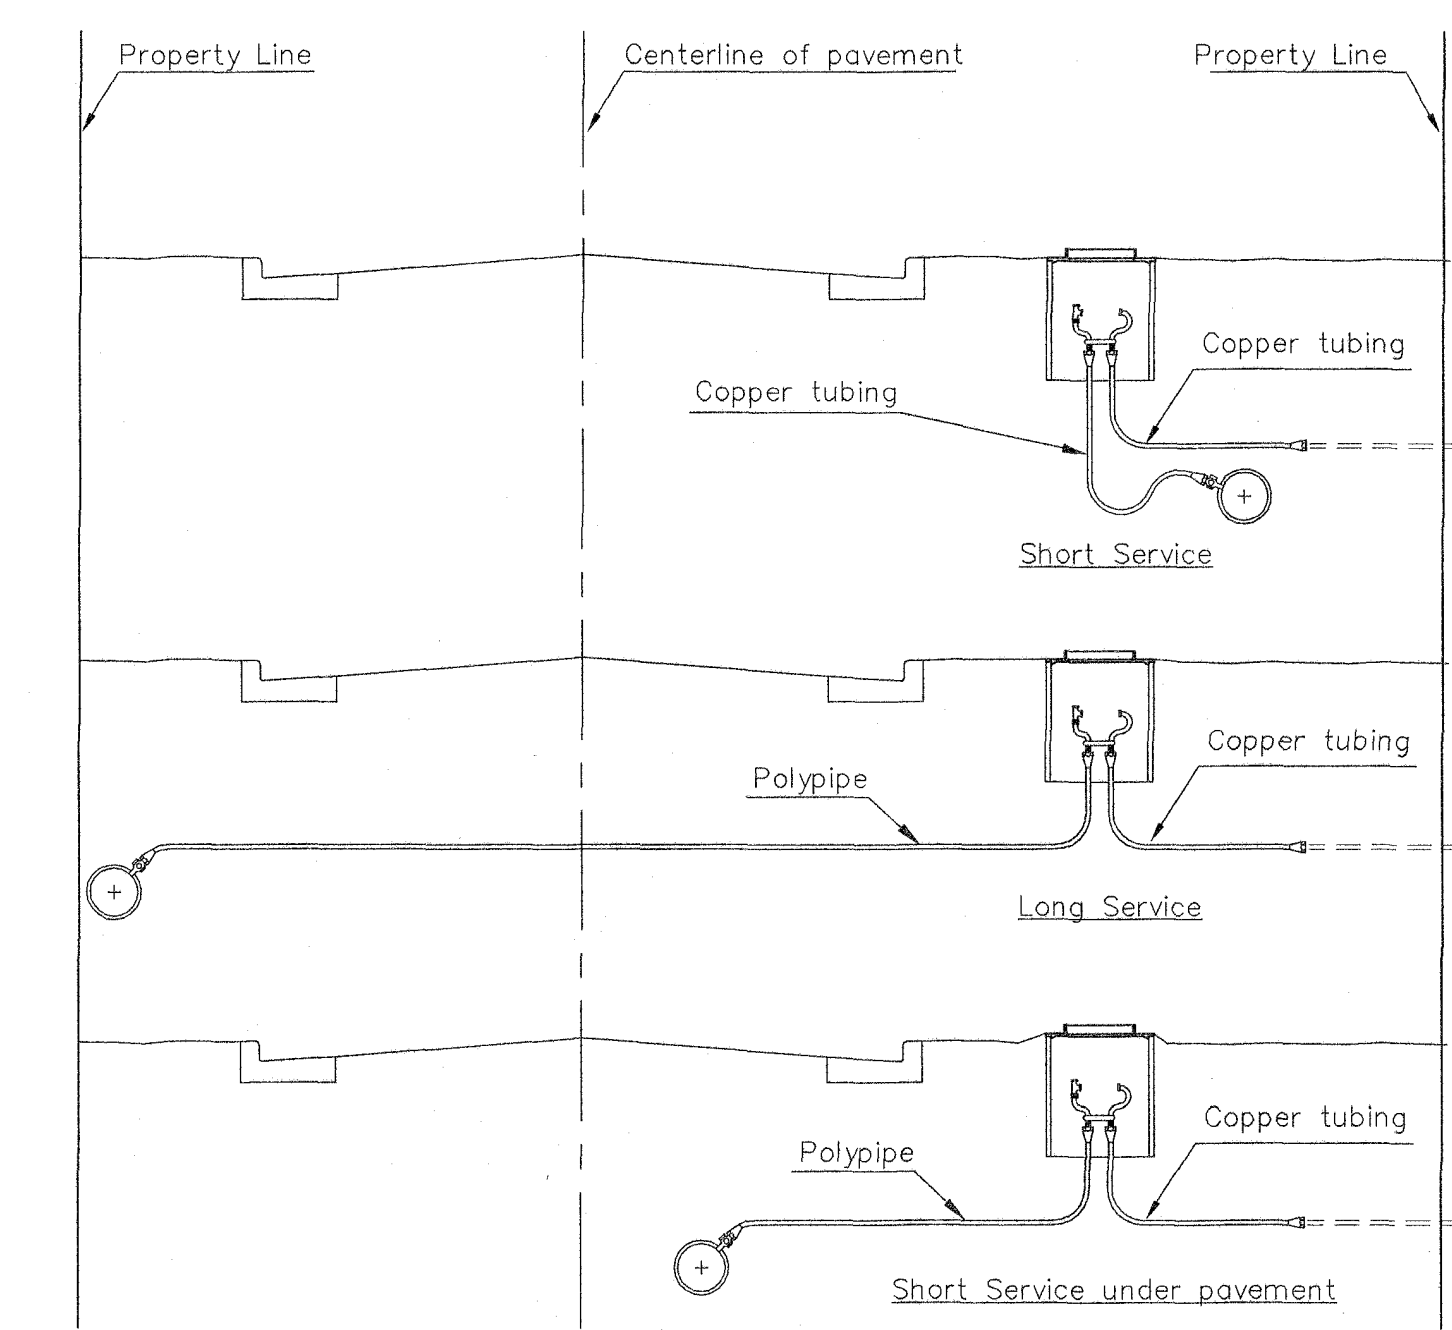 Property Line
Centerline of pavement
Property Line
Copper tubing
Copper tubing
Short Service
Copper tubing
Polypipe
Long Service
Copper tubing
Polypipe
Short Service under pavement